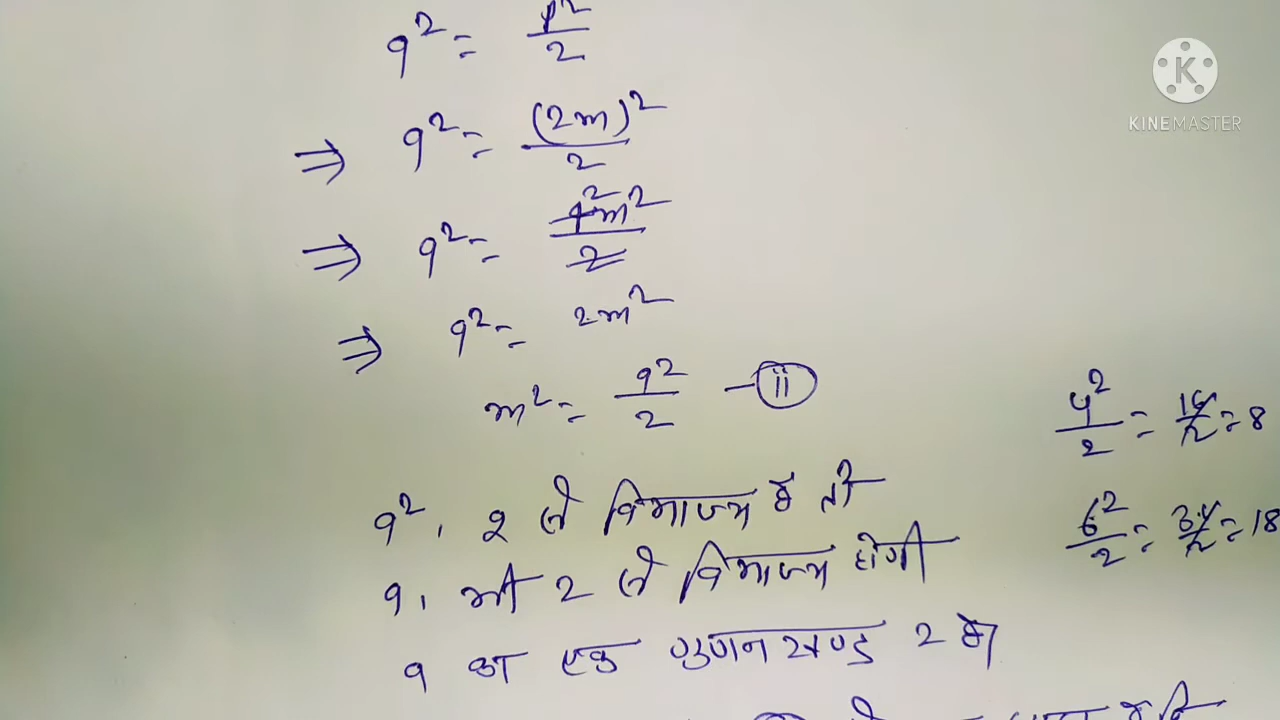 q² = p²/2
⇒ q² = (2m)²/2
⇒ q² = 4²m²/2
⇒ q² = 2m²
m² = q²/2 — (ii)
q², 2 से विभाज्य है तो
q, भी 2 से विभाज्य होगी
q का एक गुणनखण्ड 2 है
4²/2 = 16/2 = 8
6²/2 = 36/2 = 18
K
KINEMASTER